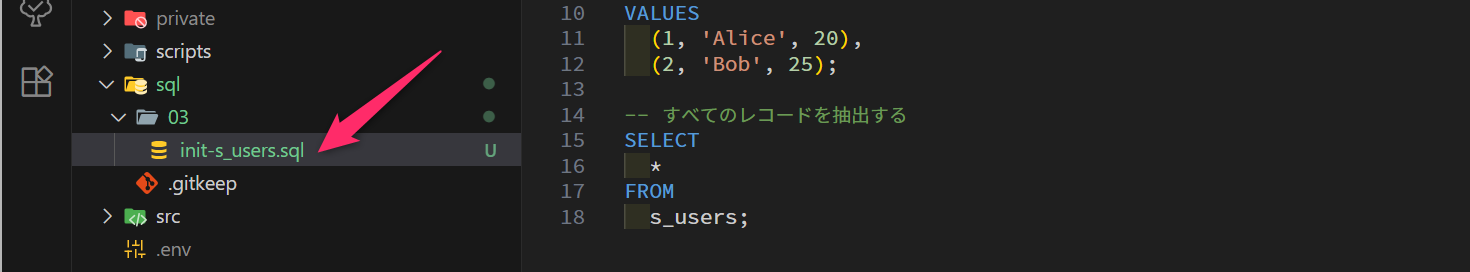 private
scripts
sql
03
init-s_users.sql U
.gitkeep
src
.env
10 VALUES
11 (1, 'Alice', 20),
12 (2, 'Bob', 25);
13
14 -- すべてのレコードを抽出する
15 SELECT
16 *
17 FROM
18 s_users;